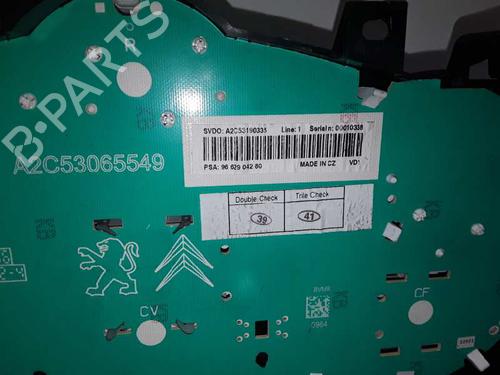 B-PARTS
SVDO: A2C53190335 Line: 1 Serial n: 00010338
PSA: 96 629 042 80 MADE IN CZ VD1
A2C53065549
Double Check Trile Check
39 41
BVMR
CV
0964
CF